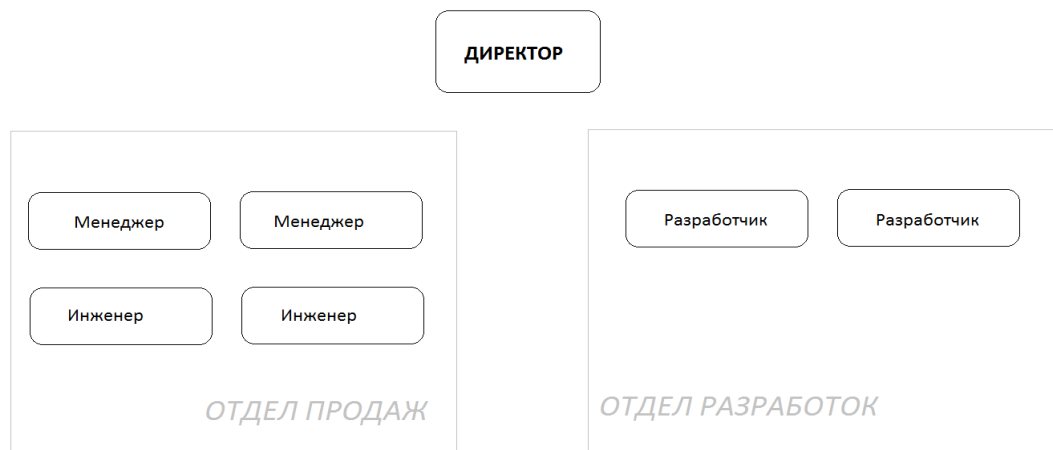 ДИРЕКТОР
Менеджер Менеджер
Разработчик Разработчик
Инженер Инженер
ОТДЕЛ ПРОДАЖ
ОТДЕЛ РАЗРАБОТОК